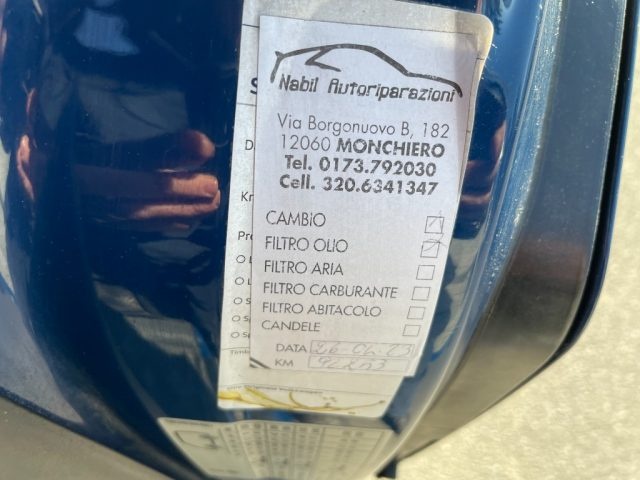 Nabil Autoriparazioni
Via Borgonuovo B, 182
12060 MONCHIERO
Tel. 0173.792030
Cell. 320.6341347
CAMBIO
FILTRO OLIO
FILTRO ARIA
FILTRO CARBURANTE
FILTRO ABITACOLO
CANDELE
DATA
KM